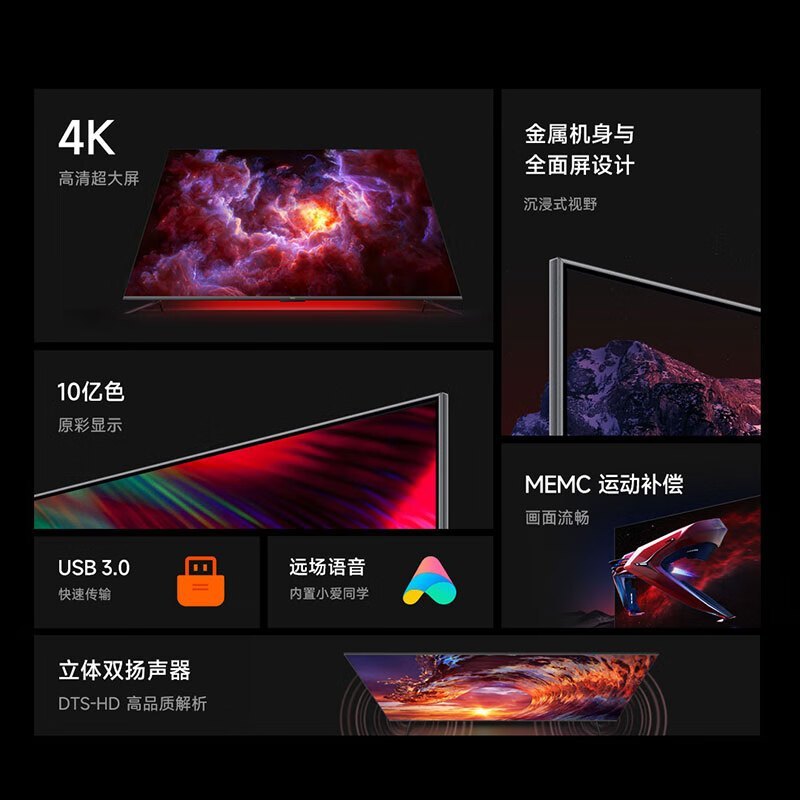 4K
高清超大屏
金属机身与
全面屏设计
沉浸式视野
10亿色
原彩显示
MEMC 运动补偿
画面流畅
USB 3.0
快速传输
远场语音
内置小爱同学
立体双扬声器
DTS-HD 高品质解析